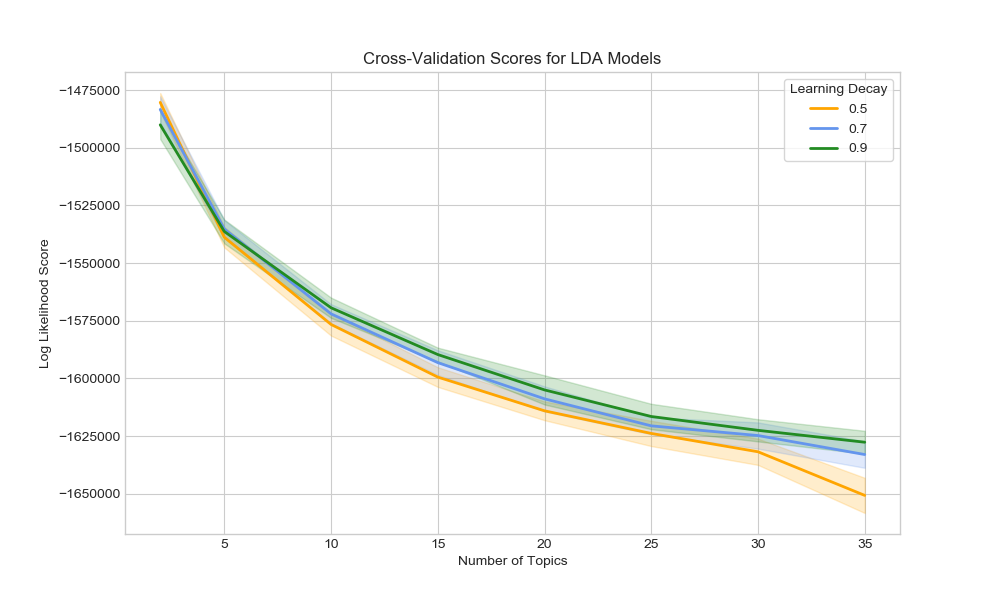 Cross-Validation Scores for LDA Models
Learning Decay
0.5
0.7
0.9
Log Likelihood Score
−1475000
−1500000
−1525000
−1550000
−1575000
−1600000
−1625000
−1650000
5 10 15 20 25 30 35
Number of Topics